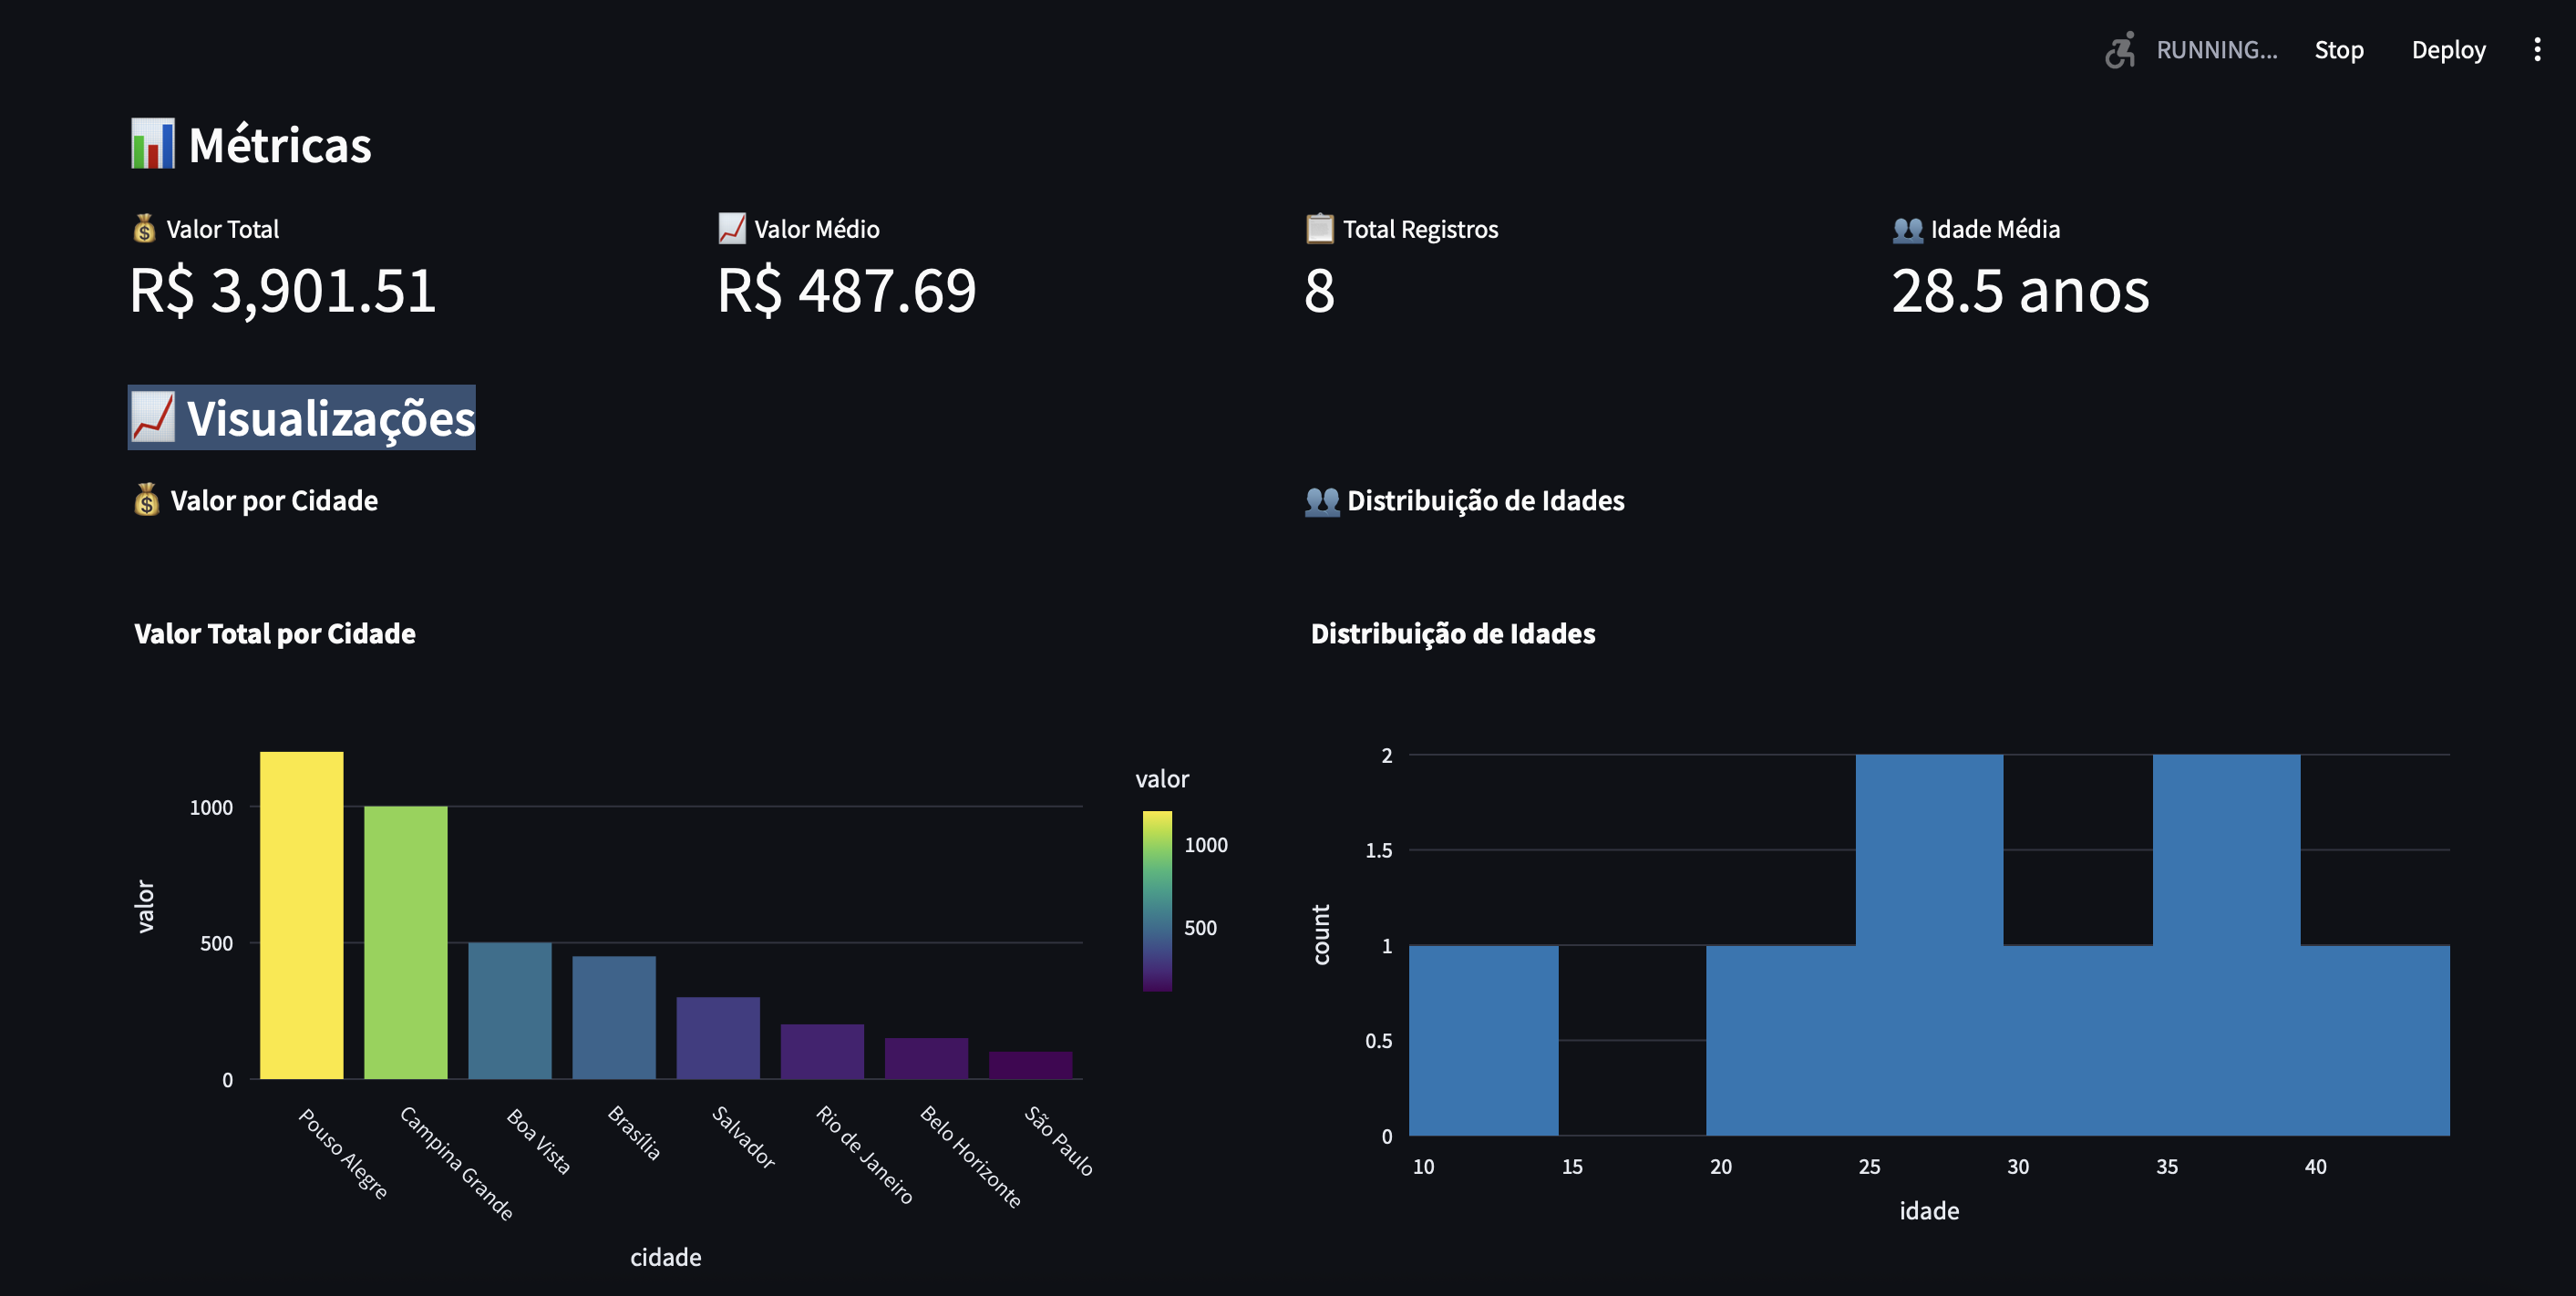 RUNNING... Stop Deploy
📊 Métricas
💰 Valor Total
R$ 3,901.51
📈 Valor Médio
R$ 487.69
📋 Total Registros
8
👥 Idade Média
28.5 anos
📈 Visualizações
💰 Valor por Cidade
Valor Total por Cidade
valor
1000
500
0
Pouso Alegre
Campina Grande
Boa Vista
Brasília
Salvador
Rio de Janeiro
Belo Horizonte
São Paulo
cidade
valor
1000
500
👥 Distribuição de Idades
Distribuição de Idades
count
2
1.5
1
0.5
0
10
15
20
25
30
35
40
idade